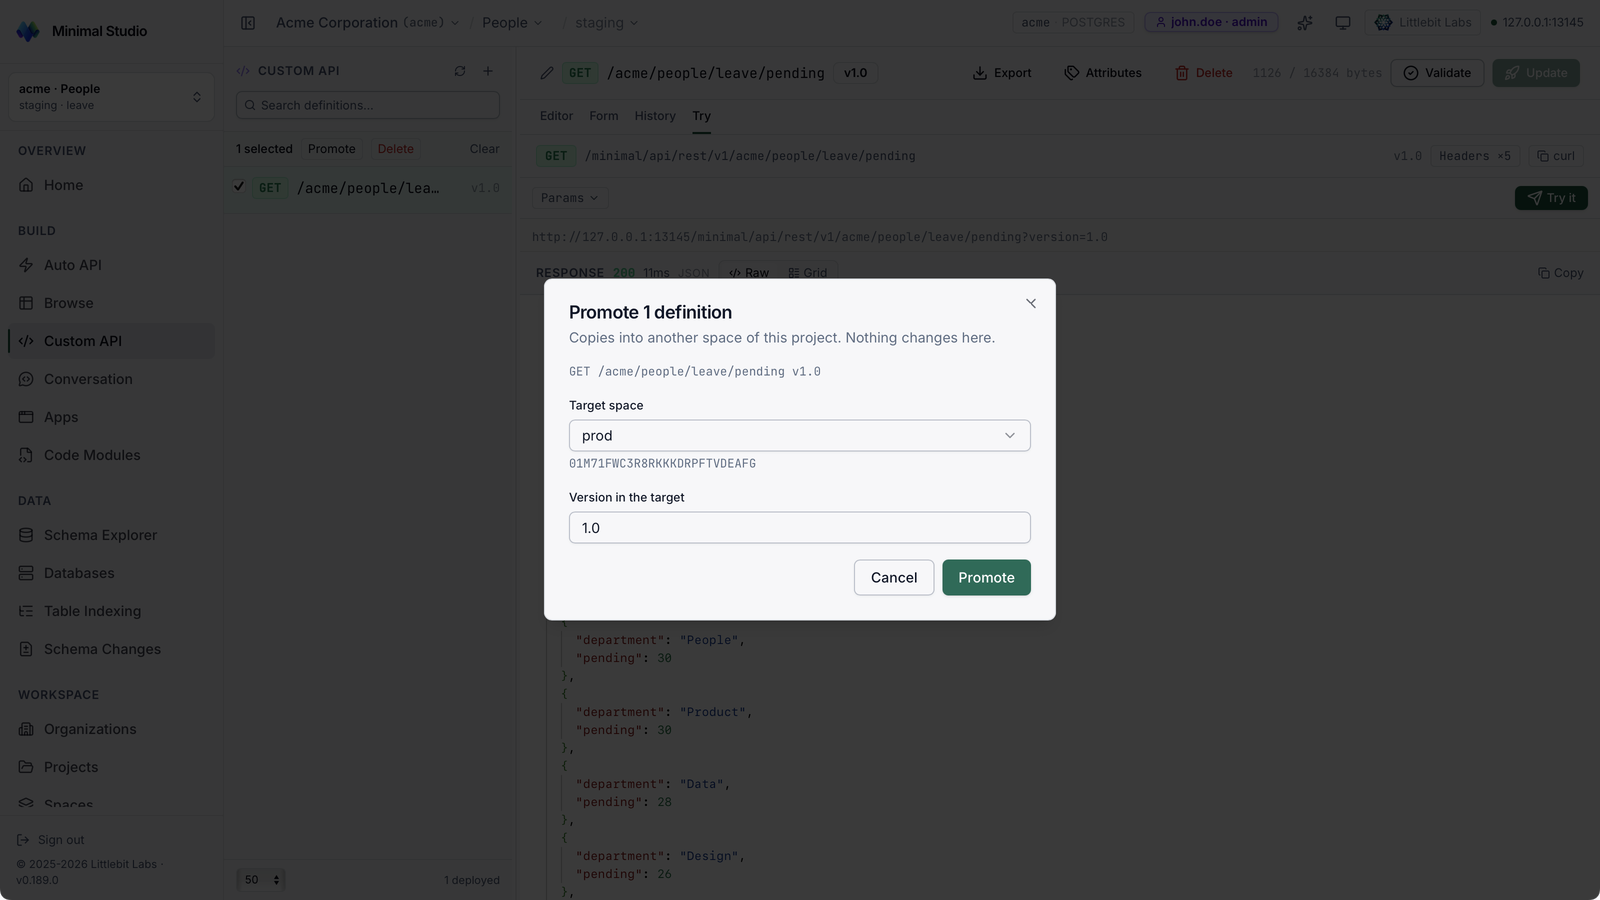 Minimal Studio
acme · People
staging · leave
OVERVIEW
Home
BUILD
Auto API
Browse
Custom API
Conversation
Apps
Code Modules
DATA
Schema Explorer
Databases
Table Indexing
Schema Changes
WORKSPACE
Organizations
Projects
Spaces
Sign out
© 2025-2026 Littlebit Labs ·
v0.189.0
Acme Corporation (acme) / People / staging
acme · POSTGRES
john.doe · admin
Littlebit Labs
127.0.0.1:13145
CUSTOM API
Search definitions...
1 selected Promote Delete Clear
GET /acme/people/lea… v1.0
50 1 deployed
GET /acme/people/leave/pending v1.0
Export Attributes Delete 1126 / 16384 bytes Validate Update
Editor Form History Try
GET /minimal/api/rest/v1/acme/people/leave/pending v1.0 Headers ×5 curl
Params Try it
http://127.0.0.1:13145/minimal/api/rest/v1/acme/people/leave/pending?version=1.0
RESPONSE 200 11ms JSON Raw Grid Copy
Promote 1 definition
Copies into another space of this project. Nothing changes here.
GET /acme/people/leave/pending v1.0
Target space
prod
01M71FWC3R8RKKKDRPFTVDEAFG
Version in the target
1.0
Cancel Promote
{
"department": "People",
"pending": 30
},
{
"department": "Product",
"pending": 30
},
{
"department": "Data",
"pending": 28
},
{
"department": "Design",
"pending": 26
},